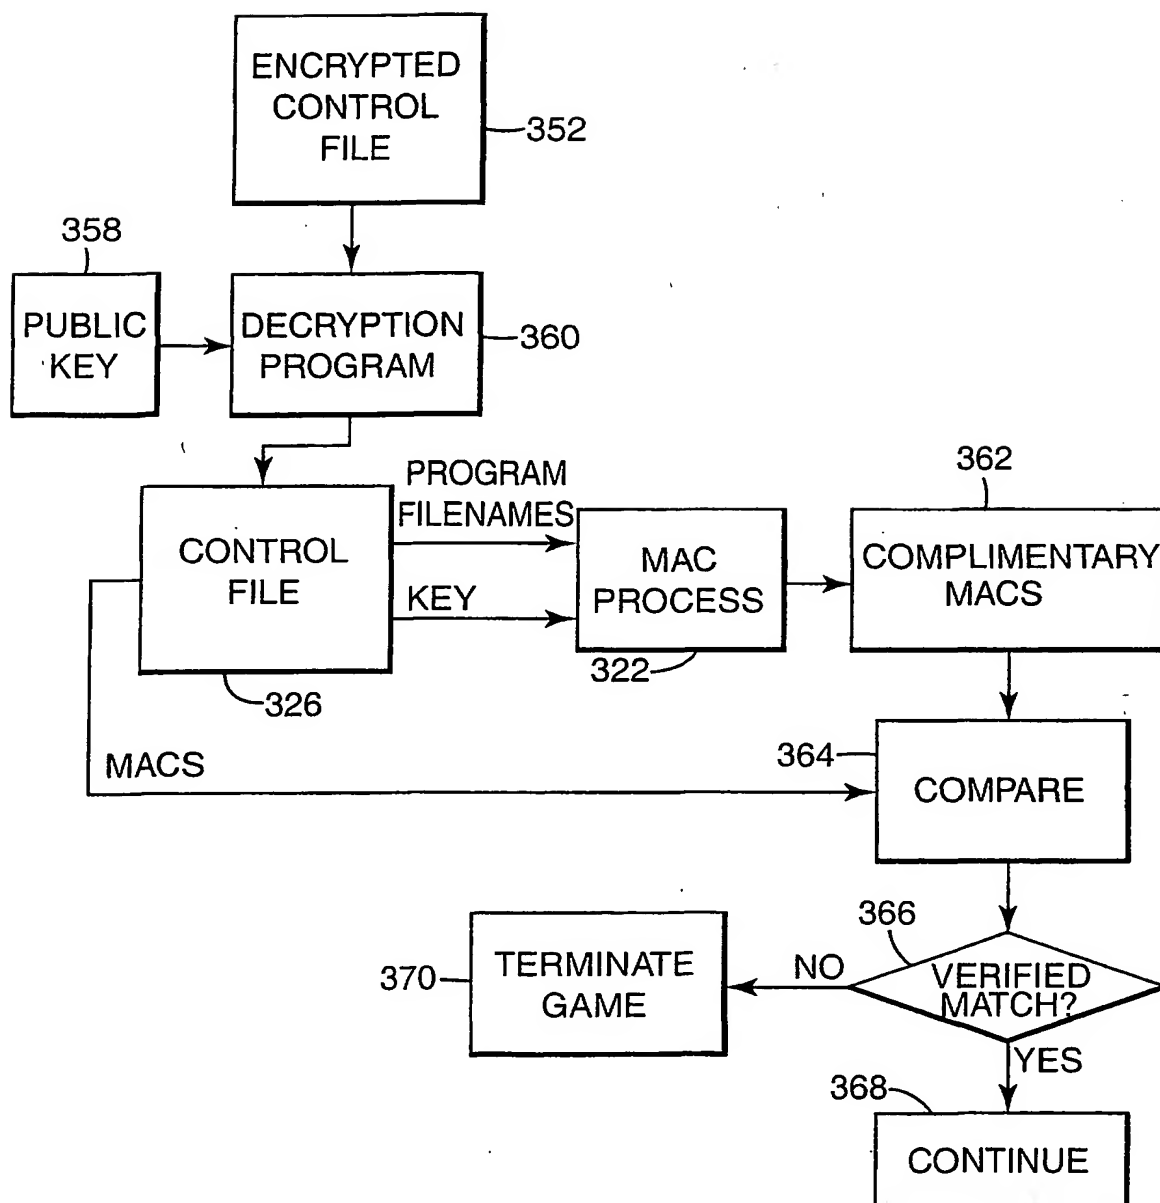 ENCRYPTED
CONTROL
FILE
352
358
PUBLIC
KEY
DECRYPTION
PROGRAM
360
PROGRAM
FILENAMES
KEY
CONTROL
FILE
326
MAC
PROCESS
322
362
COMPLIMENTARY
MACS
MACS
364
COMPARE
366
VERIFIED
MATCH?
NO
YES
370
TERMINATE
GAME
368
CONTINUE